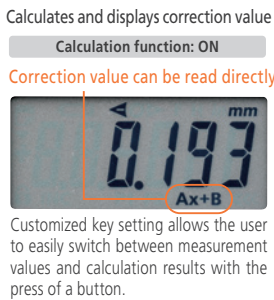 Calculates and displays correction value
Calculation function: ON
Correction value can be read directly
mm
0.193
Ax+B
Customized key setting allows the user
to easily switch between measurement
values and calculation results with the
press of a button.